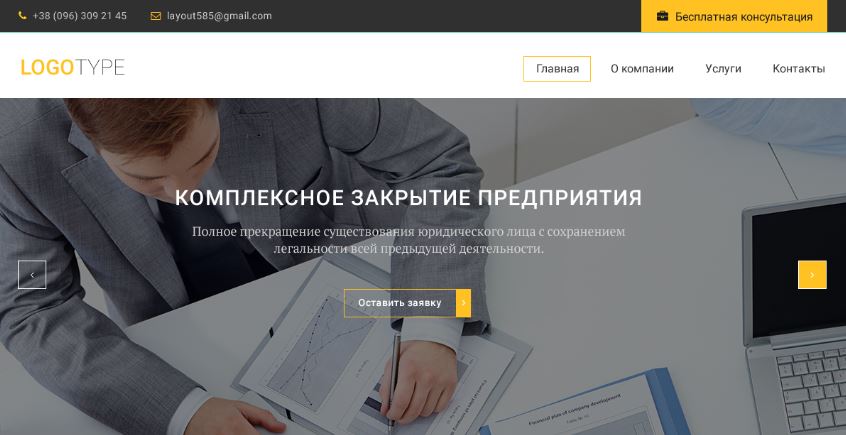 +38 (096) 309 21 45
layout585@gmail.com
Бесплатная консультация
LOGOTYPE
Главная
О компании
Услуги
Контакты
КОМПЛЕКСНОЕ ЗАКРЫТИЕ ПРЕДПРИЯТИЯ
Полное прекращение существования юридического лица с сохранением
легальности всей предыдущей деятельности.
Оставить заявку
Financial plan of company development